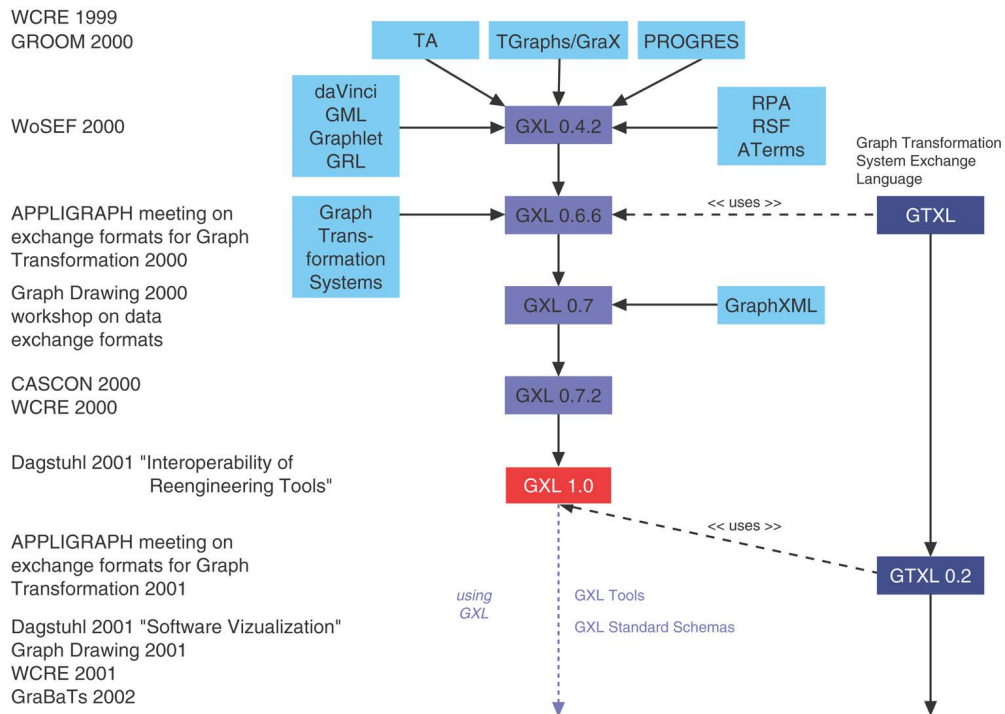 WCRE 1999
GROOM 2000
TA
TGraphs/GraX
PROGRES
daVinci
GML
Graphlet
GRL
WoSEF 2000
GXL 0.4.2
RPA
RSF
ATerms
Graph Transformation
System Exchange
Language
APPLIGRAPH meeting on
exchange formats for Graph
Transformation 2000
Graph
Trans-
formation
Systems
GXL 0.6.6
<< uses >>
GTXL
Graph Drawing 2000
workshop on data
exchange formats
GXL 0.7
GraphXML
CASCON 2000
WCRE 2000
GXL 0.7.2
Dagstuhl 2001 "Interoperability of
Reengineering Tools"
GXL 1.0
<< uses >>
APPLIGRAPH meeting on
exchange formats for Graph
Transformation 2001
GTXL 0.2
using
GXL
GXL Tools
GXL Standard Schemas
Dagstuhl 2001 "Software Vizualization"
Graph Drawing 2001
WCRE 2001
GraBaTs 2002